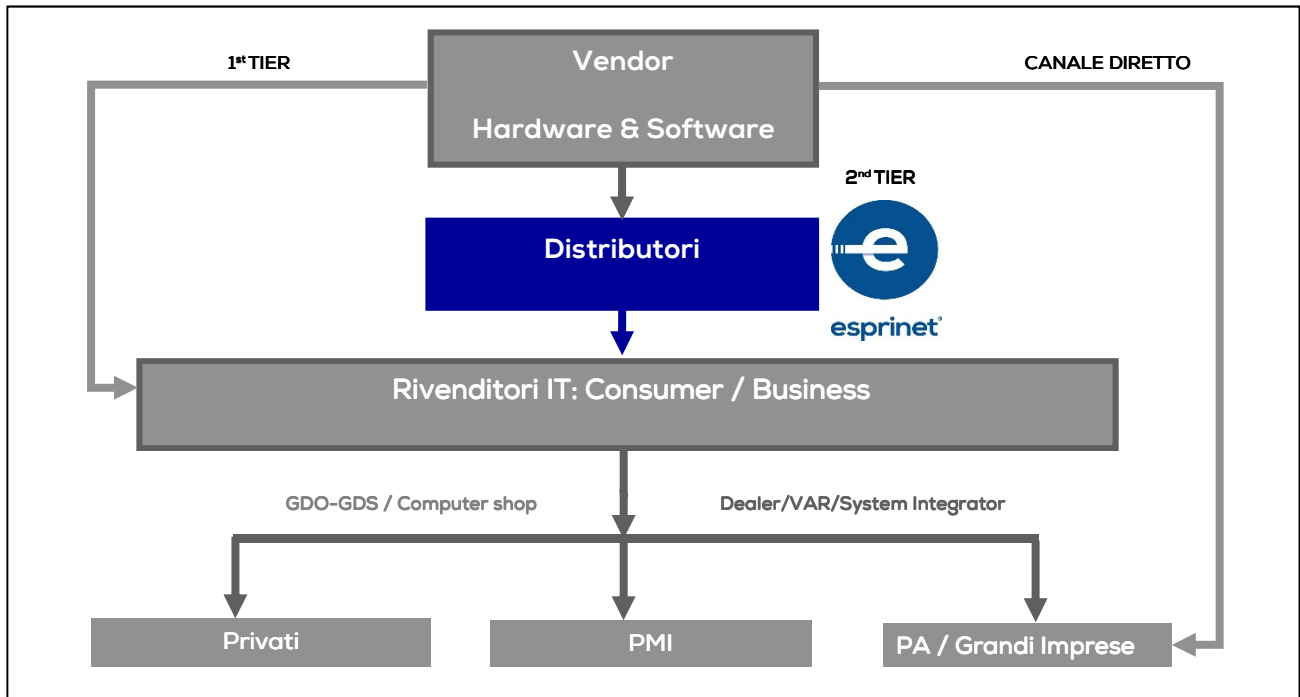 1st TIER
Vendor
CANALE DIRETTO
Hardware & Software
2nd TIER
Distributori
e
esprinet®
Rivenditori IT: Consumer / Business
GDO-GDS / Computer shop
Dealer/VAR/System Integrator
Privati
PMI
PA / Grandi Imprese